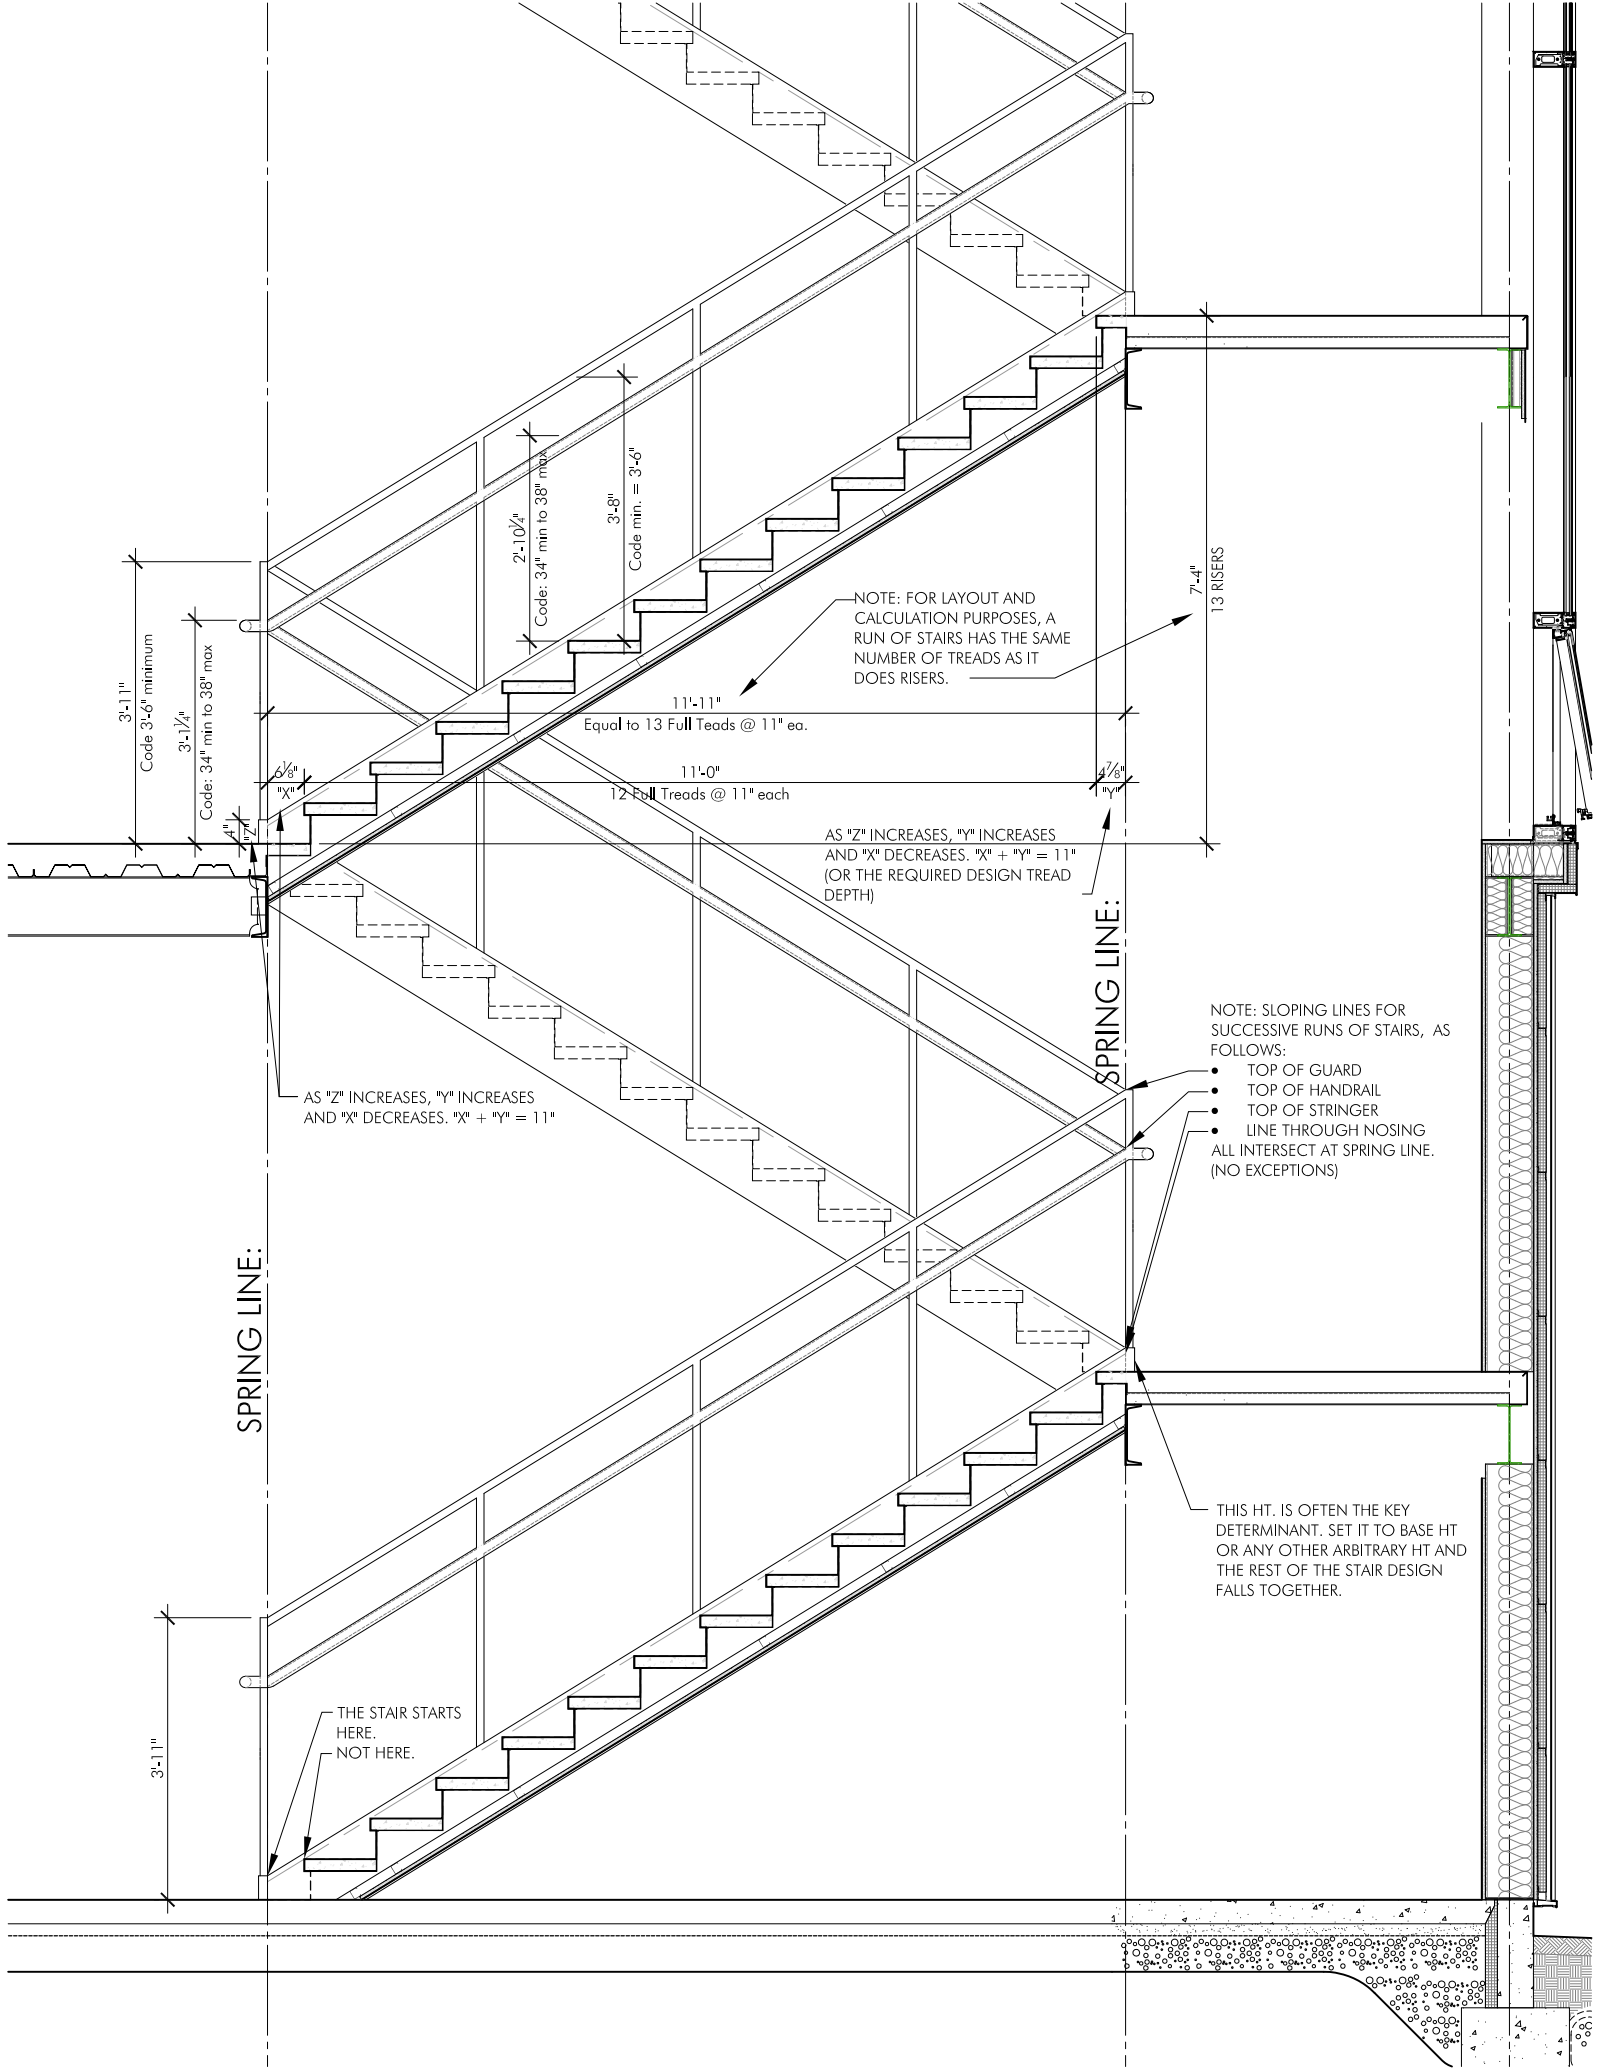 2'-10¼"
Code: 34" min to 38" max
3'-8"
Code min. = 3'-6"
7'-4"
13 RISERS
NOTE: FOR LAYOUT AND
CALCULATION PURPOSES, A
RUN OF STAIRS HAS THE SAME
NUMBER OF TREADS AS IT
DOES RISERS.
3'-11"
Code 3'-6" minimum
3'-1¼"
Code: 34" min to 38" max
4"
"Z"
11'-11"
Equal to 13 Full Teads @ 11" ea.
6⅛"
"X"
11'-0"
12 Full Treads @ 11" each
4⅞"
"Y"
AS "Z" INCREASES, "Y" INCREASES
AND "X" DECREASES. "X" + "Y" = 11"
(OR THE REQUIRED DESIGN TREAD
DEPTH)
SPRING LINE:
NOTE: SLOPING LINES FOR
SUCCESSIVE RUNS OF STAIRS, AS
FOLLOWS:
• TOP OF GUARD
• TOP OF HANDRAIL
• TOP OF STRINGER
• LINE THROUGH NOSING
ALL INTERSECT AT SPRING LINE.
(NO EXCEPTIONS)
AS "Z" INCREASES, "Y" INCREASES
AND "X" DECREASES. "X" + "Y" = 11"
SPRING LINE:
THIS HT. IS OFTEN THE KEY
DETERMINANT. SET IT TO BASE HT
OR ANY OTHER ARBITRARY HT AND
THE REST OF THE STAIR DESIGN
FALLS TOGETHER.
3'-11"
THE STAIR STARTS
HERE.
NOT HERE.